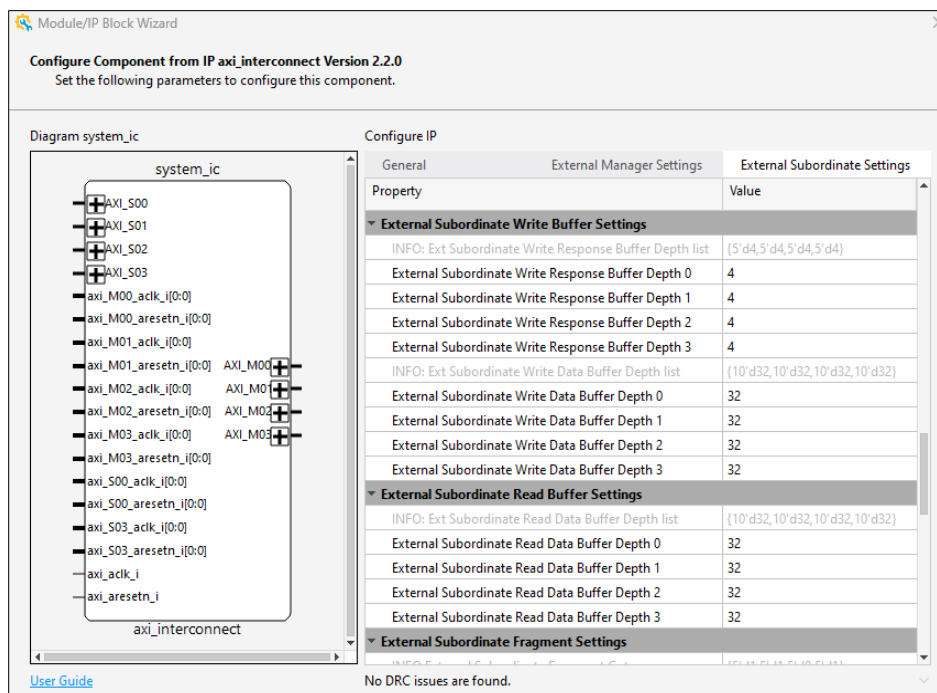 Module/IP Block Wizard
Configure Component from IP axi_interconnect Version 2.2.0
Set the following parameters to configure this component.
Diagram system_ic
system_ic
AXI_S00
AXI_S01
AXI_S02
AXI_S03
axi_M00_aclk_i[0:0]
axi_M00_aresetn_i[0:0]
axi_M01_aclk_i[0:0]
axi_M01_aresetn_i[0:0] AXI_M00
axi_M02_aclk_i[0:0] AXI_M01
axi_M02_aresetn_i[0:0] AXI_M02
axi_M03_aclk_i[0:0] AXI_M03
axi_M03_aresetn_i[0:0]
axi_S00_aclk_i[0:0]
axi_S00_aresetn_i[0:0]
axi_S03_aclk_i[0:0]
axi_S03_aresetn_i[0:0]
axi_aclk_i
axi_aresetn_i
axi_interconnect
User Guide
Configure IP
General External Manager Settings External Subordinate Settings
Property Value
External Subordinate Write Buffer Settings
INFO: Ext Subordinate Write Response Buffer Depth list {5'd4,5'd4,5'd4,5'd4}
External Subordinate Write Response Buffer Depth 0 4
External Subordinate Write Response Buffer Depth 1 4
External Subordinate Write Response Buffer Depth 2 4
External Subordinate Write Response Buffer Depth 3 4
INFO: Ext Subordinate Write Data Buffer Depth list {10'd32,10'd32,10'd32,10'd32}
External Subordinate Write Data Buffer Depth 0 32
External Subordinate Write Data Buffer Depth 1 32
External Subordinate Write Data Buffer Depth 2 32
External Subordinate Write Data Buffer Depth 3 32
External Subordinate Read Buffer Settings
INFO: Ext Subordinate Read Data Buffer Depth list {10'd32,10'd32,10'd32,10'd32}
External Subordinate Read Data Buffer Depth 0 32
External Subordinate Read Data Buffer Depth 1 32
External Subordinate Read Data Buffer Depth 2 32
External Subordinate Read Data Buffer Depth 3 32
External Subordinate Fragment Settings
No DRC issues are found.